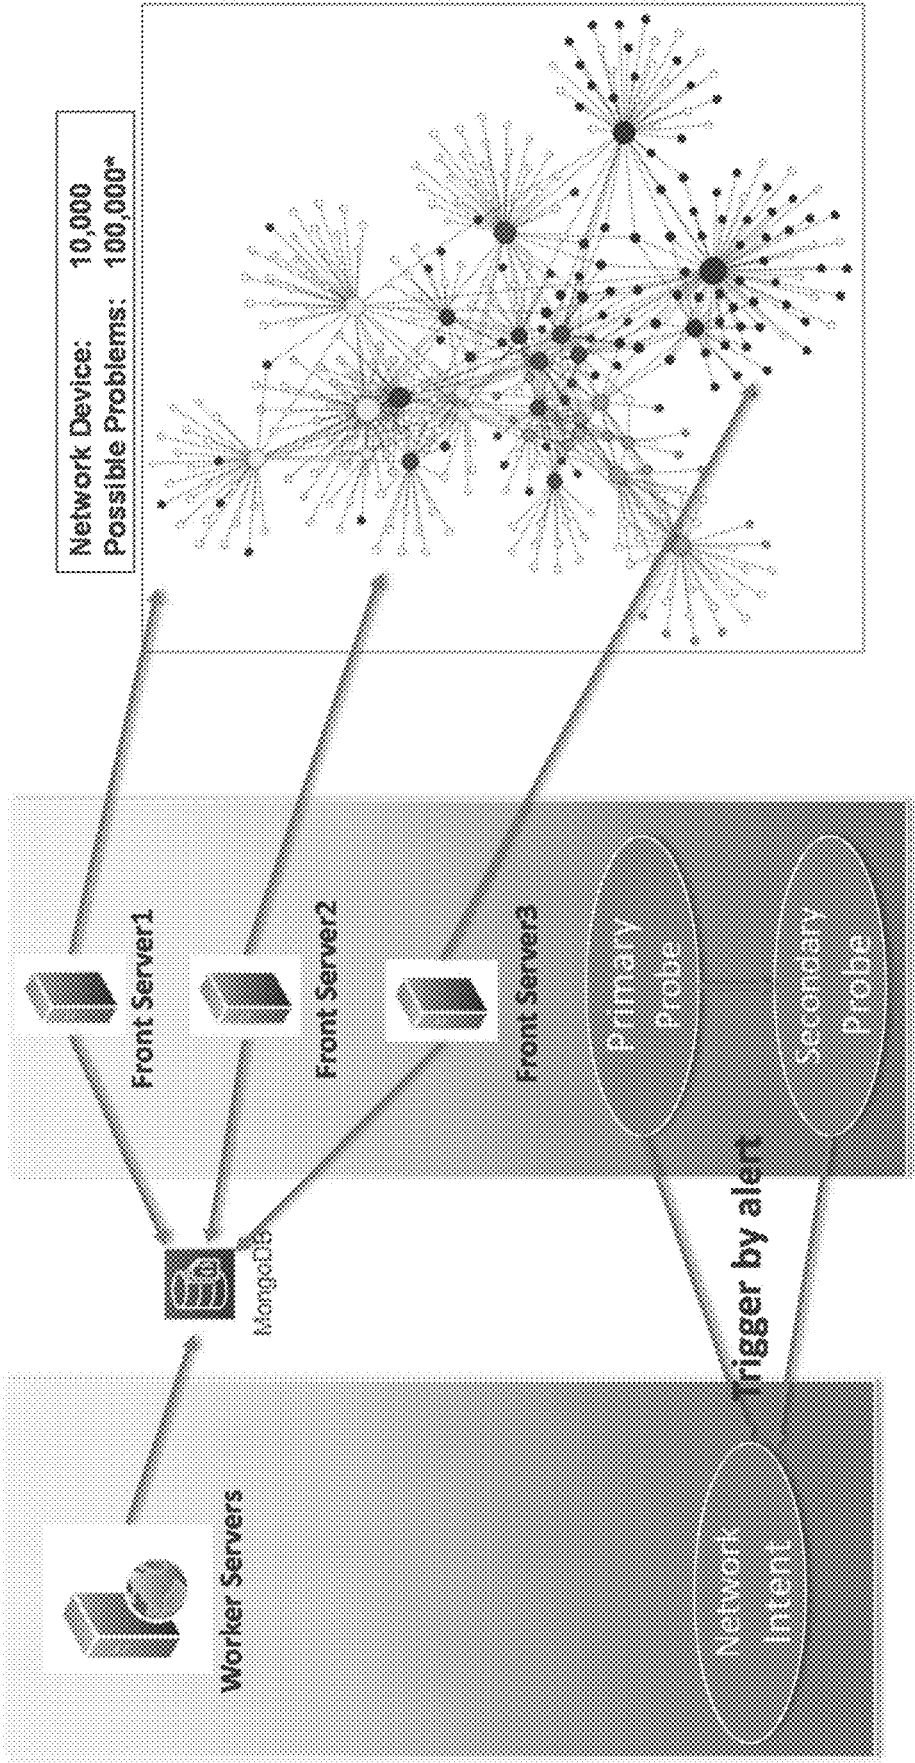 Network Device: 10,000
Possible Problems: 100,000*
Worker Servers
MongoDB
Front Server1
Front Server2
Front Server3
Primary
Probe
Secondary
Probe
Trigger by alert
Network
Intent